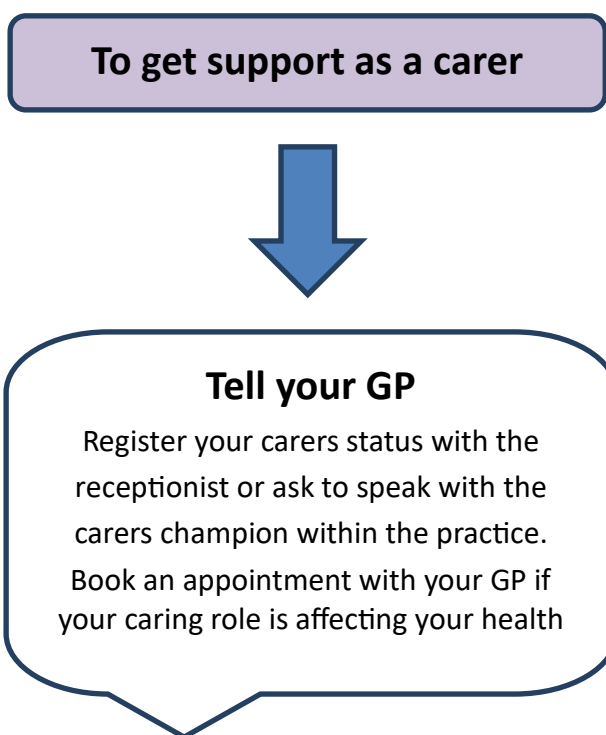 To get support as a carer
Tell your GP
Register your carers status with the
receptionist or ask to speak with the
carers champion within the practice.
Book an appointment with your GP if
your caring role is affecting your health